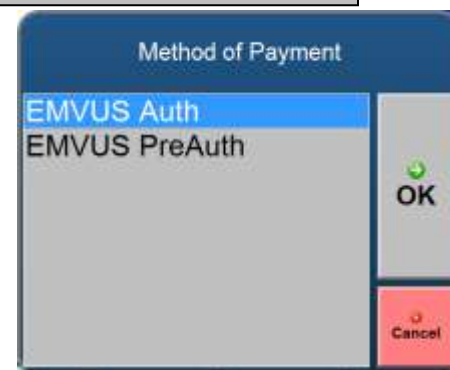 Method of Payment
EMVUS Auth
EMVUS PreAuth
OK
Cancel